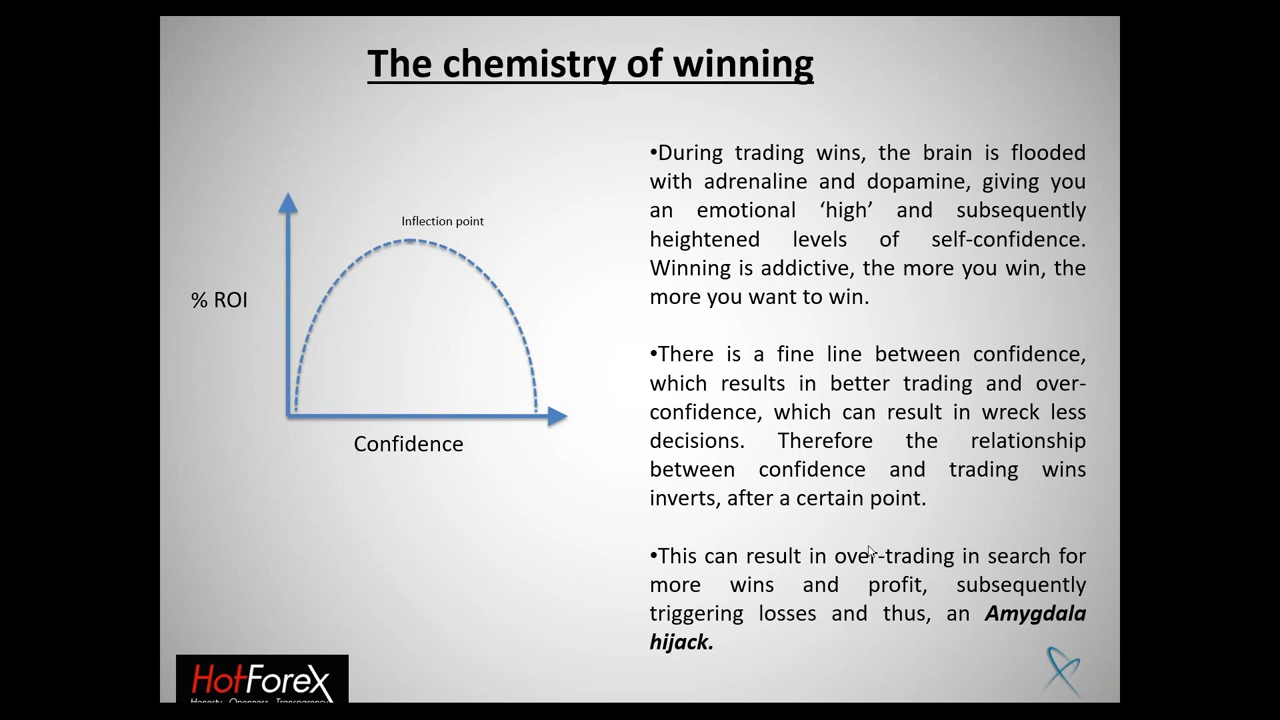 The chemistry of winning
•During trading wins, the brain is flooded
with adrenaline and dopamine, giving you
an emotional ‘high’ and subsequently
heightened levels of self-confidence.
Winning is addictive, the more you win, the
more you want to win.
•There is a fine line between confidence,
which results in better trading and over-
confidence, which can result in wreck less
decisions. Therefore the relationship
between confidence and trading wins
inverts, after a certain point.
•This can result in over-trading in search for
more wins and profit, subsequently
triggering losses and thus, an Amygdala
hijack.
Inflection point
% ROI
Confidence
HotForex
Honesty . Openness . Transparency